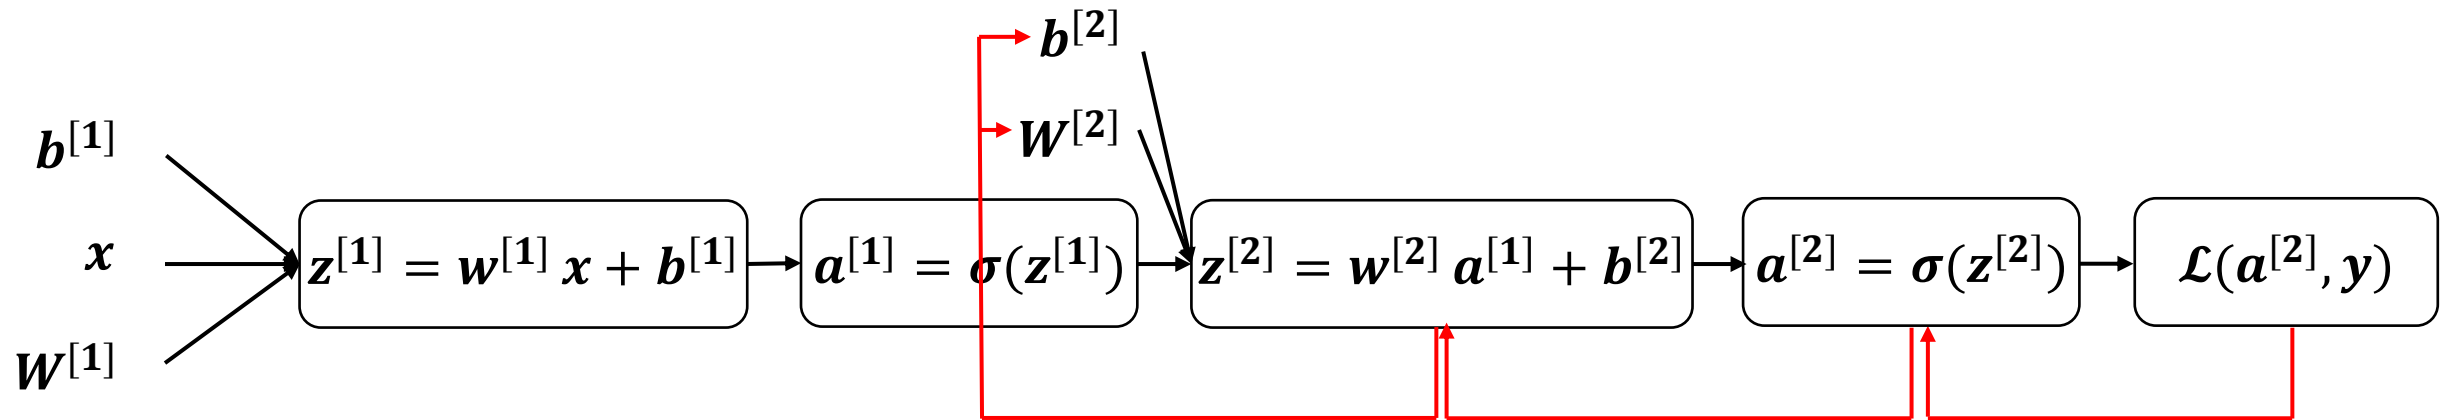 b^[2]
W^[2]
b^[1]
x
W^[1]
z^[1] = w^[1] x + b^[1]
a^[1] = σ(z^[1])
z^[2] = w^[2] a^[1] + b^[2]
a^[2] = σ(z^[2])
ℒ(a^[2], y)